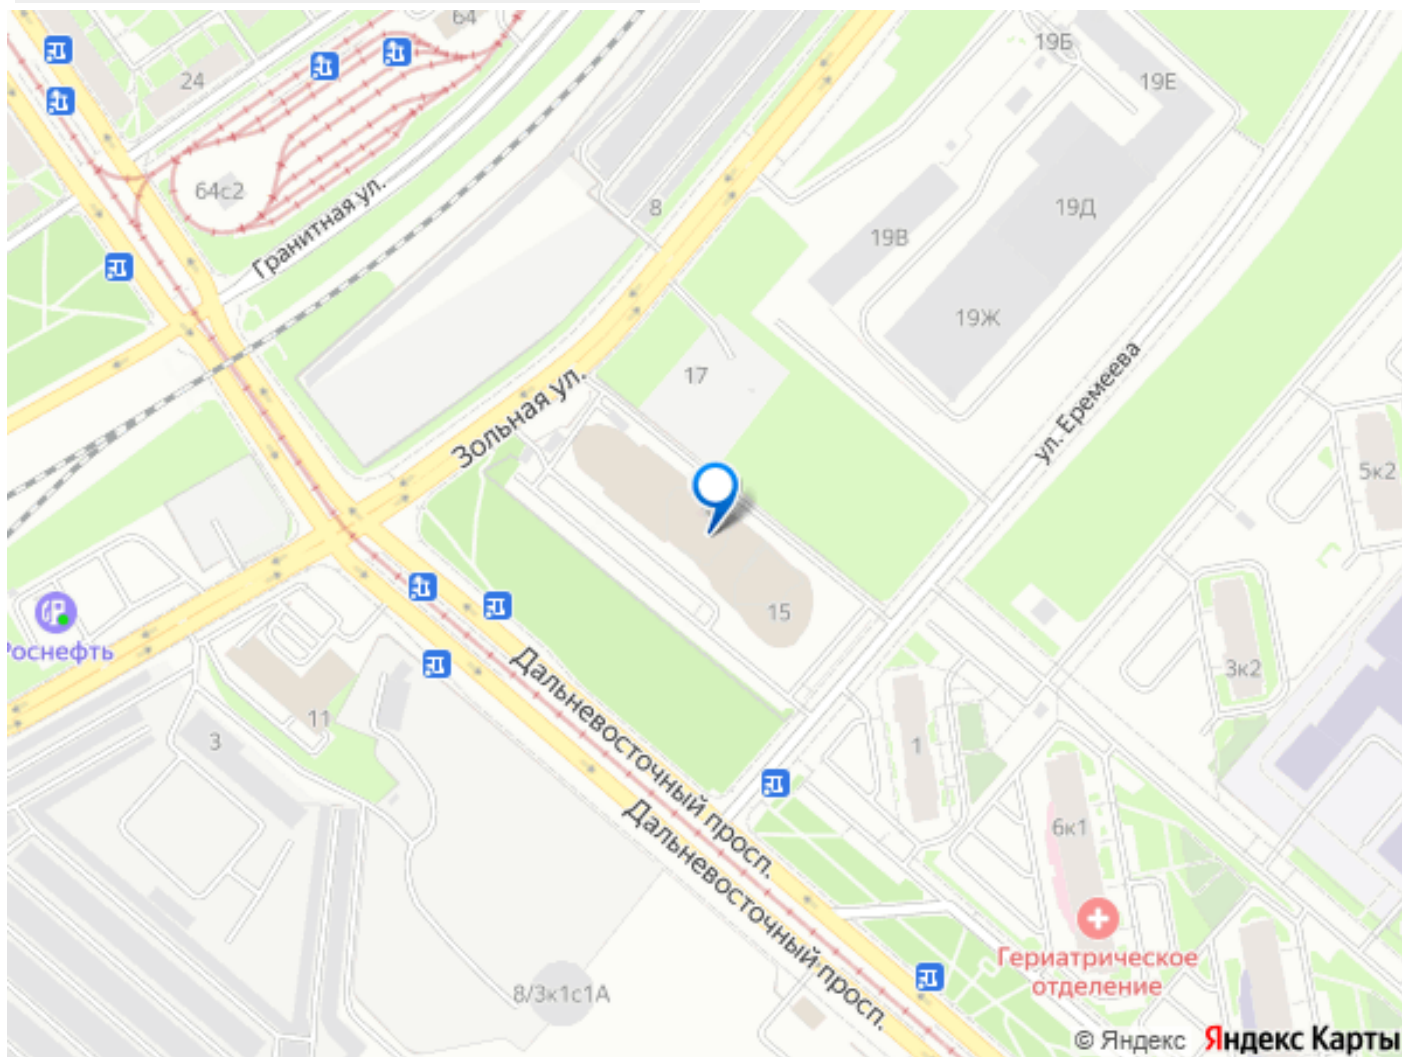 64
19Б
24
19Е
64с2
8
19Д
Гранитная ул.
19В
19Ж
17
ул. Еремеева
Зольная ул.
5к2
15
Роснефть
Дальневосточный просп.
3к2
11
3
1
Дальневосточный просп.
6к1
Гериатрическое
отделение
8/3к1с1А
© Яндекс Яндекс Карты